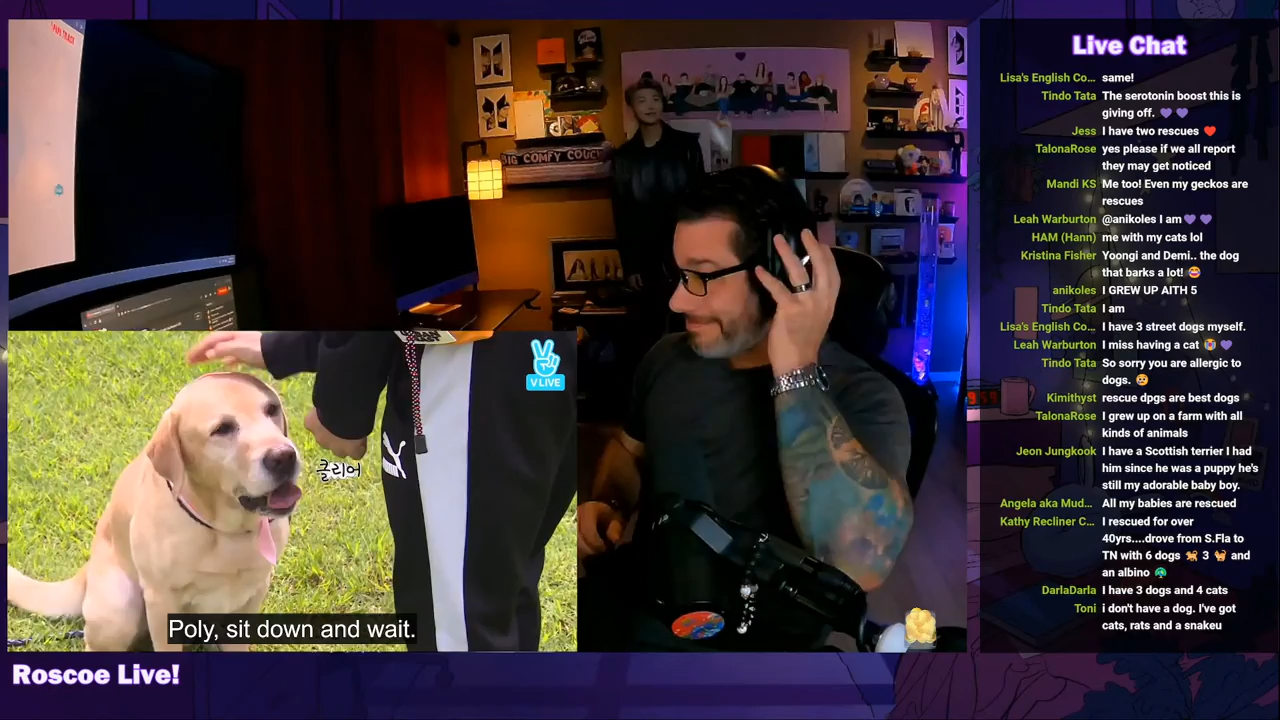 BIG COMFY COUCH
V
V LIVE
클리어
Poly, sit down and wait.
9:59
Roscoe Live!
Live Chat
Lisa's English Co... same!
Tindo Tata The serotonin boost this is
giving off. 💜 💜
Jess I have two rescues ❤️
TalonaRose yes please if we all report
they may get noticed
Mandi KS Me too! Even my geckos are
rescues
Leah Warburton @anikoles I am💜 💜
HAM (Hann) me with my cats lol
Kristina Fisher Yoongi and Demi.. the dog
that barks a lot! 😁
anikoles I GREW UP AITH 5
Tindo Tata I am
Lisa's English Co... I have 3 street dogs myself.
Leah Warburton I miss having a cat 😭 💜
Tindo Tata So sorry you are allergic to
dogs. 😢
Kimithyst rescue dpgs are best dogs
TalonaRose I grew up on a farm with all
kinds of animals
Jeon Jungkook I have a Scottish terrier I had
him since he was a puppy he's
still my adorable baby boy.
Angela aka Mud... All my babies are rescued
Kathy Recliner C... I rescued for over
40yrs....drove from S.Fla to
TN with 6 dogs 🐕 3 🐈 and
an albino 🦚
DarlaDarla I have 3 dogs and 4 cats
Toni i don't have a dog. I've got
cats, rats and a snakeu